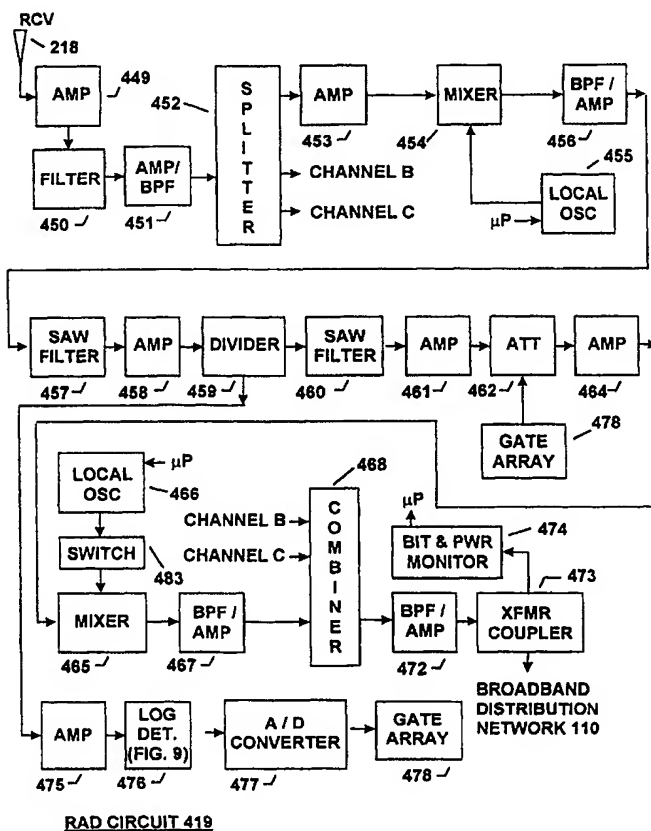 RCV
218
AMP
449
FILTER
450
AMP/
BPF
451
452
SPLITTER
AMP
453
CHANNEL B
CHANNEL C
MIXER
454
BPF /
AMP
456
455
LOCAL
OSC
μP
SAW
FILTER
457
AMP
458
DIVIDER
459
SAW
FILTER
460
AMP
461
ATT
462
AMP
464
GATE
ARRAY
478
LOCAL
OSC
μP
466
SWITCH
483
MIXER
465
BPF /
AMP
467
CHANNEL B
CHANNEL C
468
COMBINER
μP
BIT & PWR
MONITOR
474
BPF /
AMP
472
473
XFMR
COUPLER
BROADBAND
DISTRIBUTION
NETWORK 110
AMP
475
LOG
DET.
(FIG. 9)
476
A / D
CONVERTER
477
GATE
ARRAY
478
RAD CIRCUIT 419